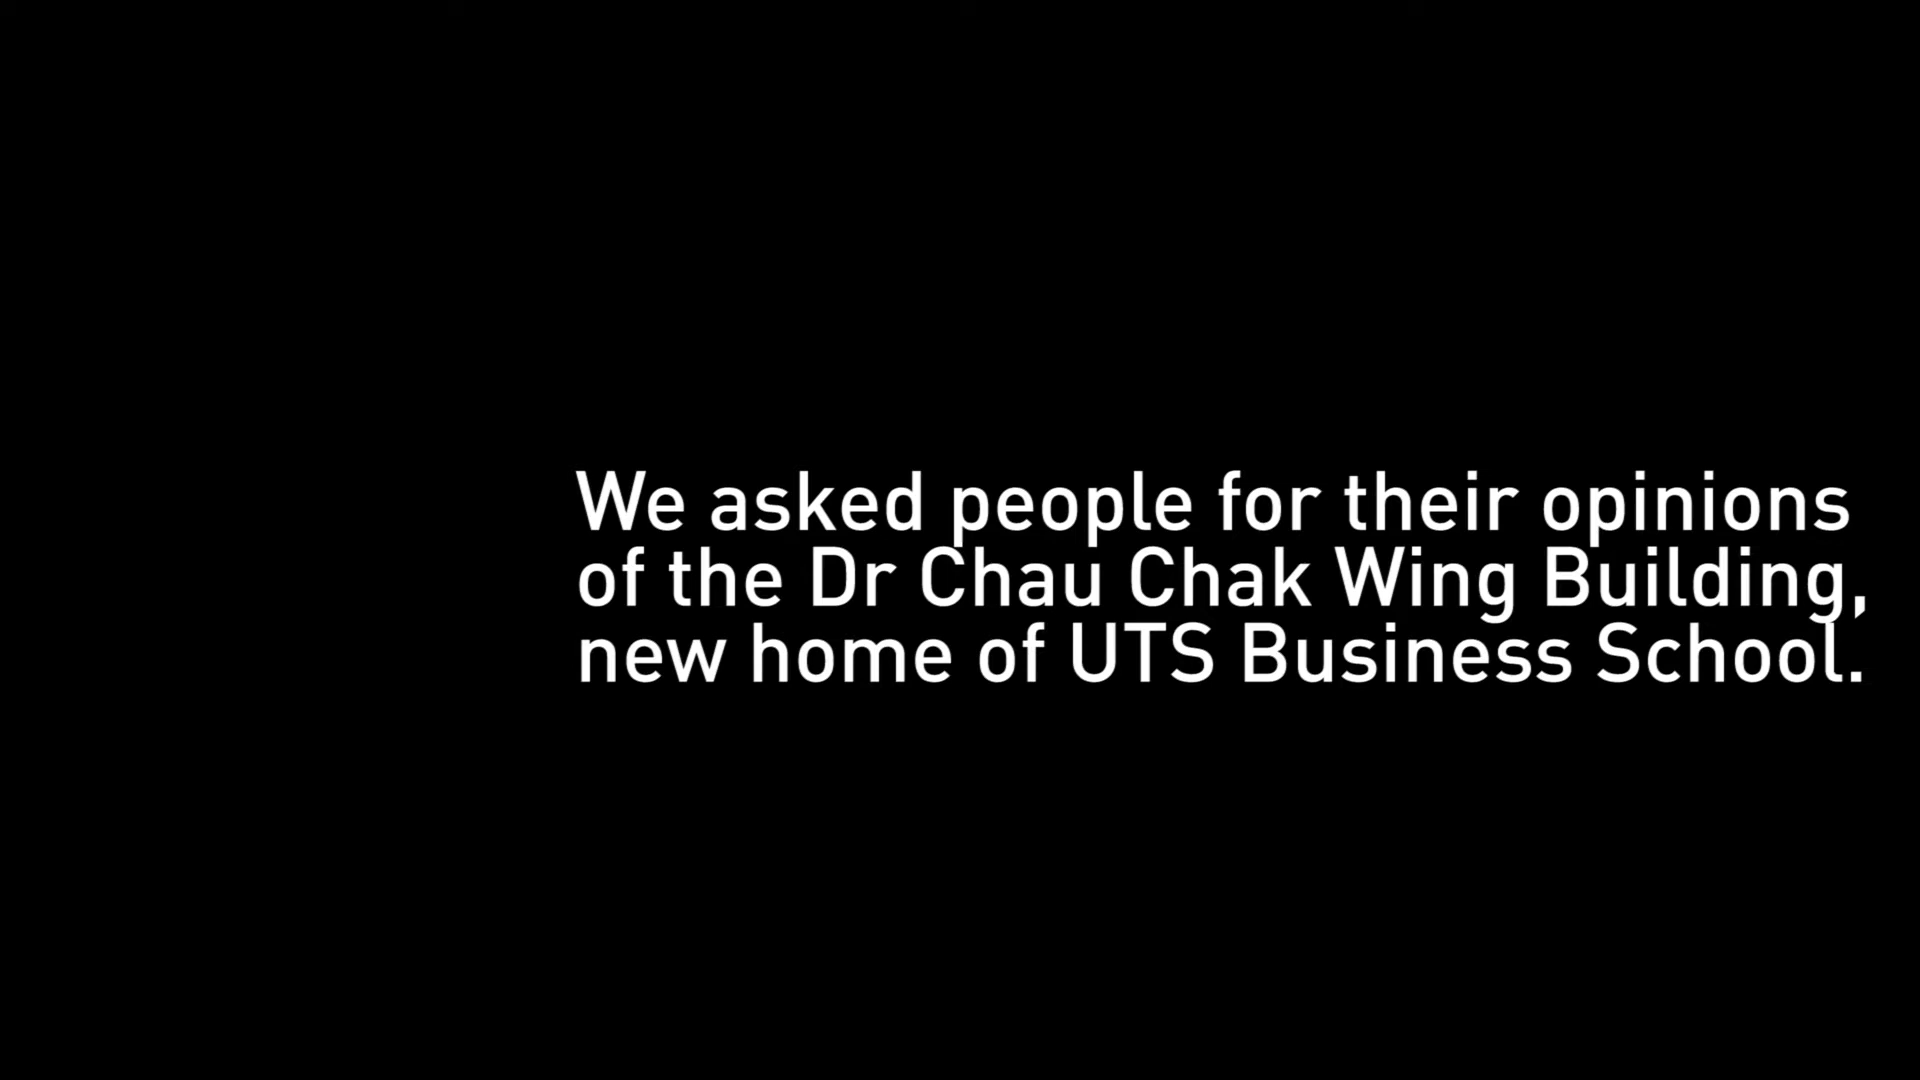 We asked people for their opinions
of the Dr Chau Chak Wing Building,
new home of UTS Business School.